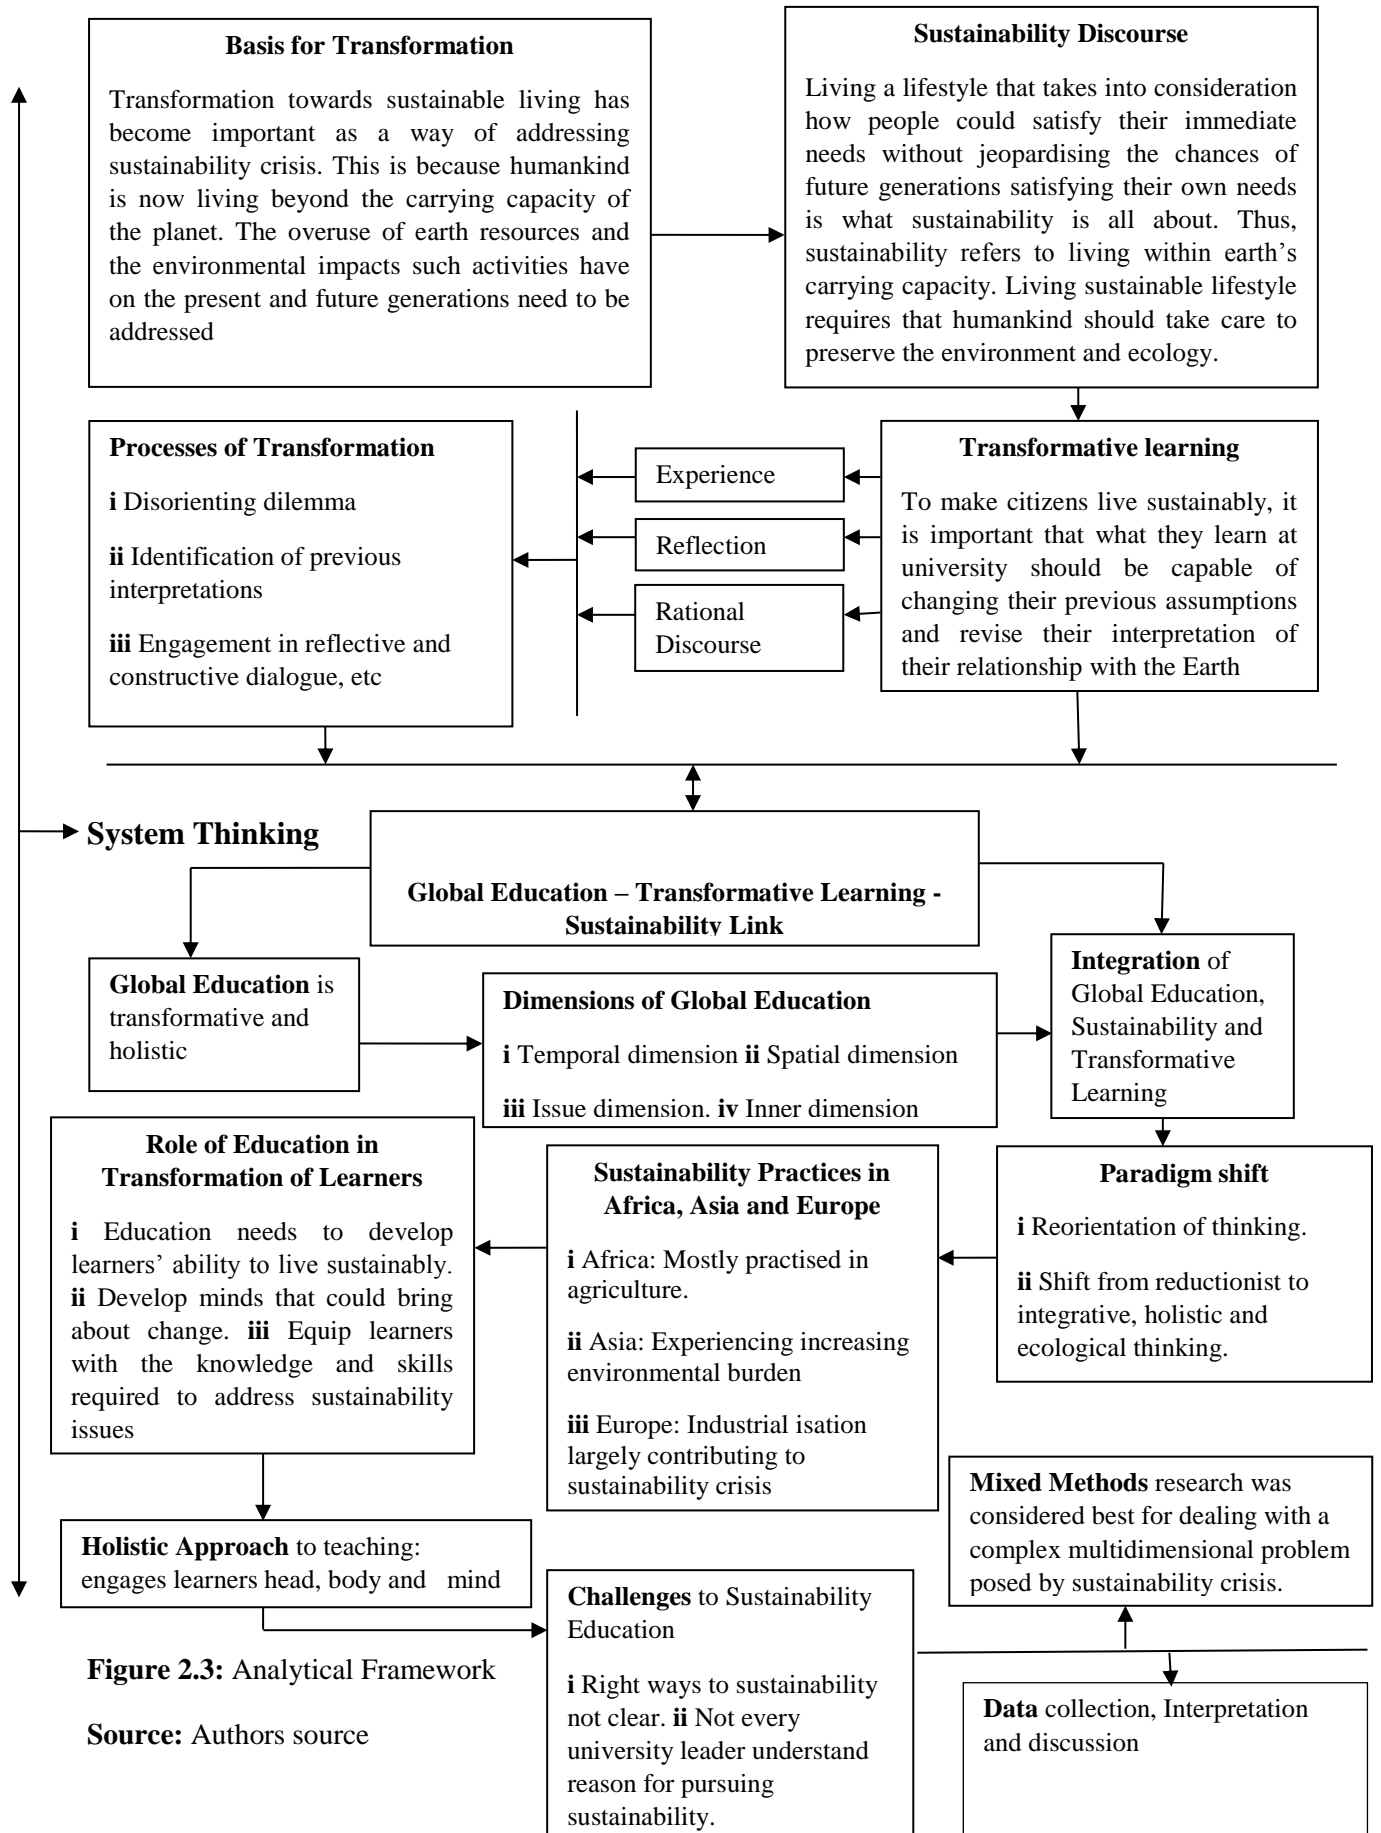 Basis for Transformation
Transformation towards sustainable living has
become important as a way of addressing
sustainability crisis. This is because humankind
is now living beyond the carrying capacity of
the planet. The overuse of earth resources and
the environmental impacts such activities have
on the present and future generations need to be
addressed
Sustainability Discourse
Living a lifestyle that takes into consideration
how people could satisfy their immediate
needs without jeopardising the chances of
future generations satisfying their own needs
is what sustainability is all about. Thus,
sustainability refers to living within earth’s
carrying capacity. Living sustainable lifestyle
requires that humankind should take care to
preserve the environment and ecology.
Processes of Transformation
i Disorienting dilemma
ii Identification of previous
interpretations
iii Engagement in reflective and
constructive dialogue, etc
Experience
Reflection
Rational
Discourse
Transformative learning
To make citizens live sustainably, it
is important that what they learn at
university should be capable of
changing their previous assumptions
and revise their interpretation of
their relationship with the Earth
System Thinking
Global Education – Transformative Learning -
Sustainability Link
Global Education is
transformative and
holistic
Dimensions of Global Education
i Temporal dimension ii Spatial dimension
iii Issue dimension. iv Inner dimension
Integration of
Global Education,
Sustainability and
Transformative
Learning
Role of Education in
Transformation of Learners
i Education needs to develop
learners’ ability to live sustainably.
ii Develop minds that could bring
about change. iii Equip learners
with the knowledge and skills
required to address sustainability
issues
Sustainability Practices in
Africa, Asia and Europe
i Africa: Mostly practised in
agriculture.
ii Asia: Experiencing increasing
environmental burden
iii Europe: Industrial isation
largely contributing to
sustainability crisis
Paradigm shift
i Reorientation of thinking.
ii Shift from reductionist to
integrative, holistic and
ecological thinking.
Mixed Methods research was
considered best for dealing with a
complex multidimensional problem
posed by sustainability crisis.
Holistic Approach to teaching:
engages learners head, body and mind
Challenges to Sustainability
Education
i Right ways to sustainability
not clear. ii Not every
university leader understand
reason for pursuing
sustainability.
Data collection, Interpretation
and discussion
Figure 2.3: Analytical Framework
Source: Authors source